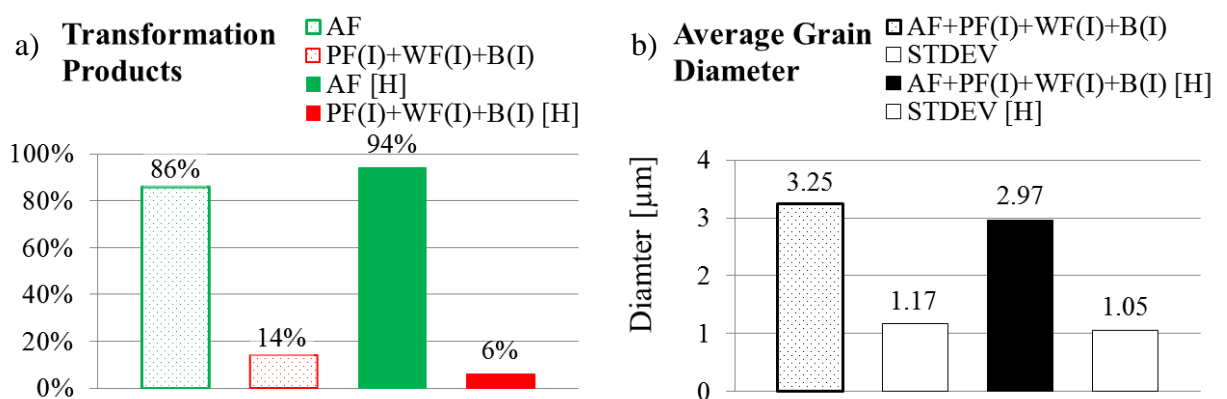 a) Transformation Products
AF
PF(I)+WF(I)+B(I)
AF [H]
PF(I)+WF(I)+B(I) [H]
100%
80%
60%
40%
20%
0%
86%
14%
94%
6%
b) Average Grain Diameter
AF+PF(I)+WF(I)+B(I)
STDEV
AF+PF(I)+WF(I)+B(I) [H]
STDEV [H]
Diamter [µm]
4
3
2
1
0
3.25
1.17
2.97
1.05